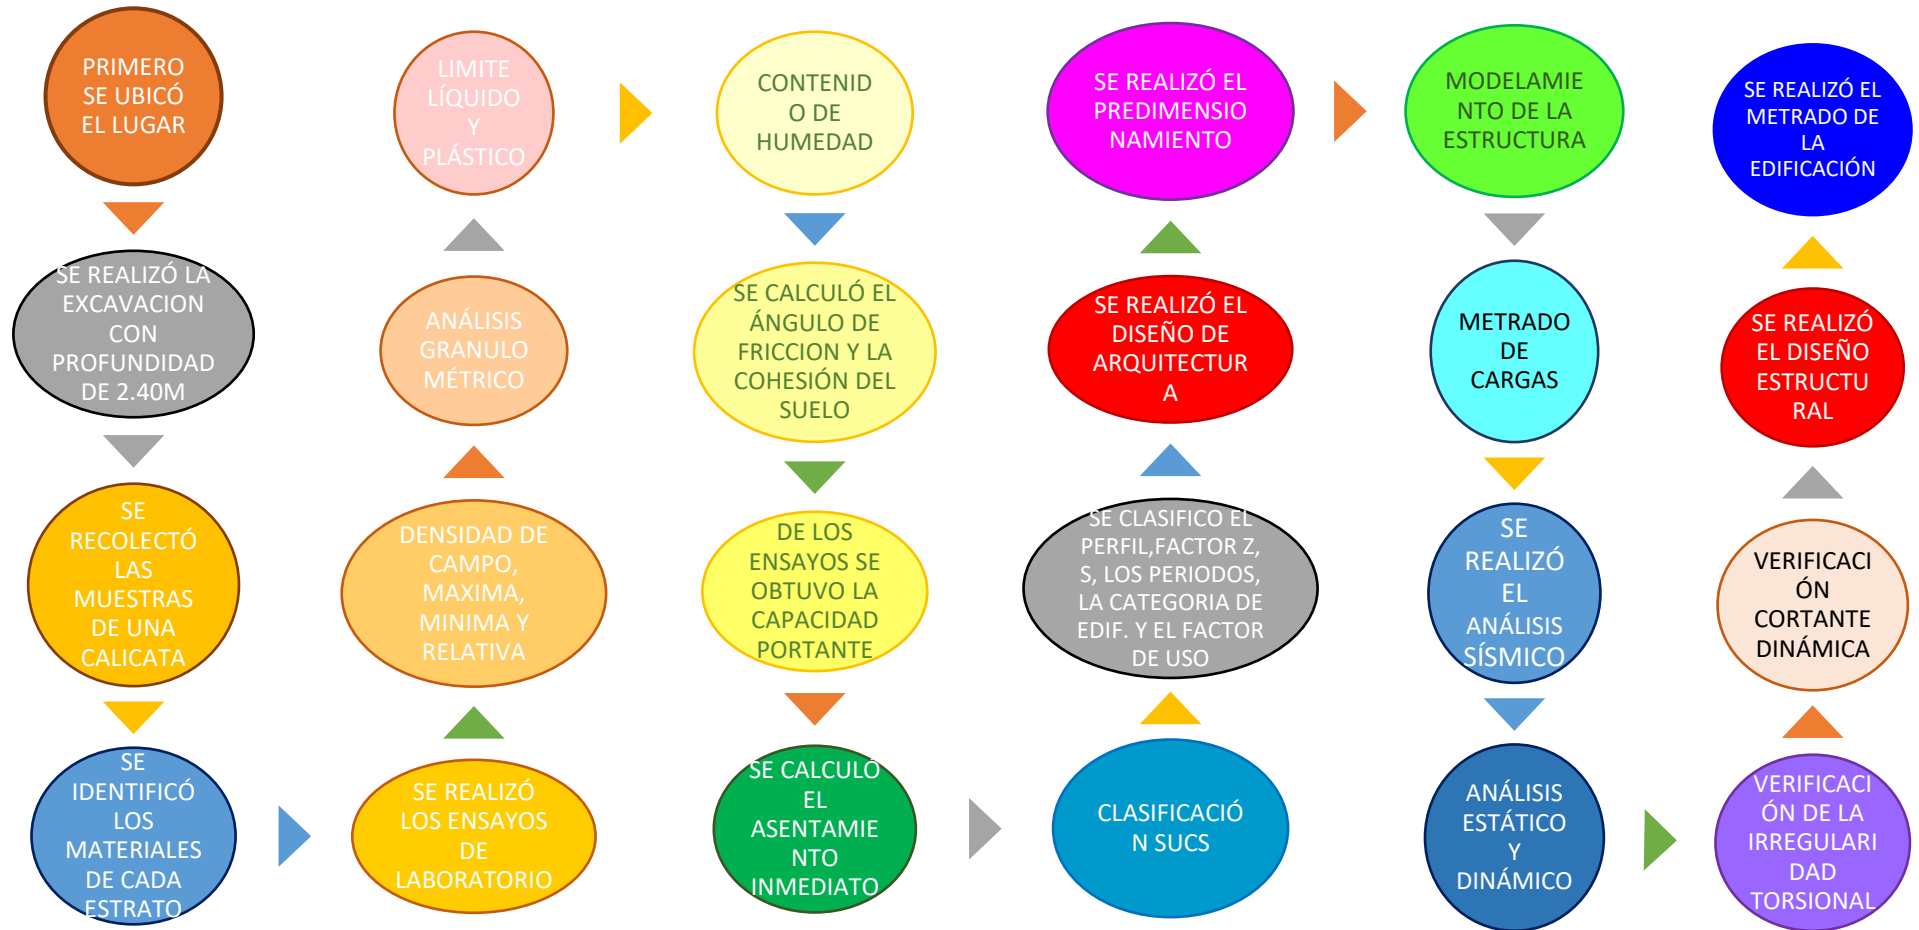 PRIMERO
SE UBICÓ
EL LUGAR
SE REALIZÓ LA
EXCAVACION
CON
PROFUNDIDAD
DE 2.40M
SE
RECOLECTÓ
LAS
MUESTRAS
DE UNA
CALICATA
SE
IDENTIFICÓ
LOS
MATERIALES
DE CADA
ESTRATO
SE REALIZÓ
LOS ENSAYOS
DE
LABORATORIO
DENSIDAD DE
CAMPO,
MAXIMA,
MINIMA Y
RELATIVA
ANÁLISIS
GRANULO
MÉTRICO
LIMITE
LÍQUIDO
Y
PLÁSTICO
CONTENID
O DE
HUMEDAD
SE CALCULÓ EL
ÁNGULO DE
FRICCION Y LA
COHESIÓN DEL
SUELO
DE LOS
ENSAYOS SE
OBTUVO LA
CAPACIDAD
PORTANTE
SE CALCULÓ
EL
ASENTAMIE
NTO
INMEDIATO
CLASIFICACIÓ
N SUCS
SE CLASIFICO EL
PERFIL,FACTOR Z,
S, LOS PERIODOS,
LA CATEGORIA DE
EDIF. Y EL FACTOR
DE USO
SE REALIZÓ EL
DISEÑO DE
ARQUITECTUR
A
SE REALIZÓ EL
PREDIMENSIO
NAMIENTO
MODELAMIE
NTO DE LA
ESTRUCTURA
METRADO
DE
CARGAS
SE
REALIZÓ
EL
ANÁLISIS
SÍSMICO
ANÁLISIS
ESTÁTICO
Y
DINÁMICO
VERIFICACI
ÓN DE LA
IRREGULARI
DAD
TORSIONAL
VERIFICACI
ÓN
CORTANTE
DINÁMICA
SE REALIZÓ
EL DISEÑO
ESTRUCTU
RAL
SE REALIZÓ EL
METRADO DE
LA
EDIFICACIÓN